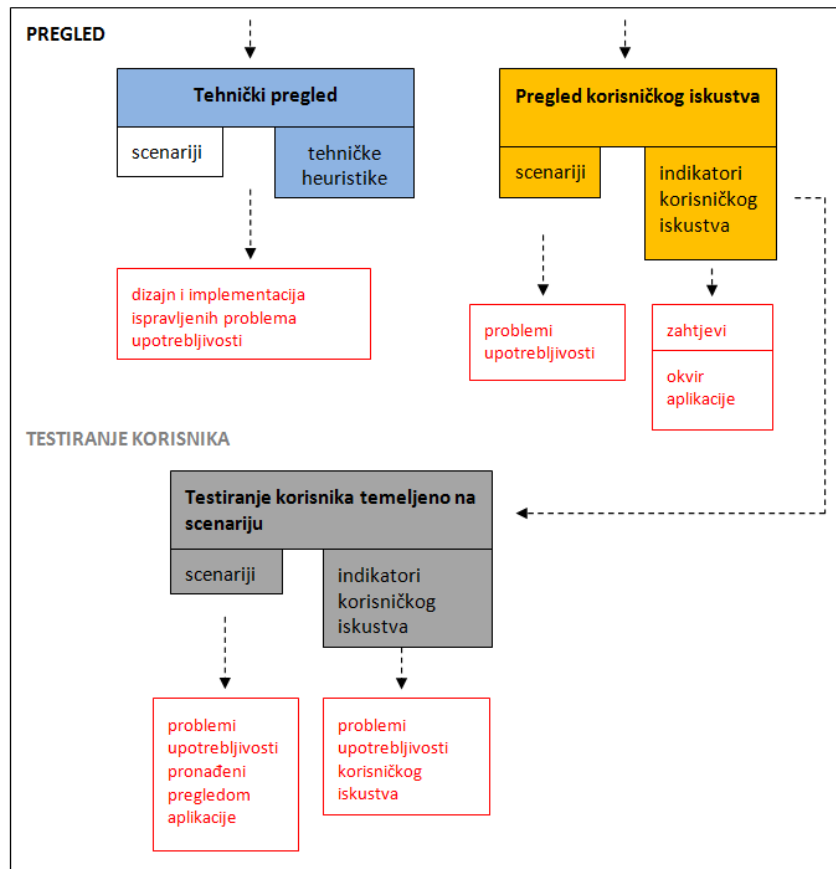 PREGLED
Tehnički pregled
scenariji
tehničke
heuristike
Pregled korisničkog iskustva
scenariji
indikatori
korisničkog
iskustva
dizajn i implementacija
ispravljenih problema
upotrebljivosti
problemi
upotrebljivosti
zahtjevi
okvir
aplikacije
TESTIRANJE KORISNIKA
Testiranje korisnika temeljeno na
scenariju
scenariji
indikatori
korisničkog
iskustva
problemi
upotrebljivosti
pronađeni
pregledom
aplikacije
problemi
upotrebljivosti
korisničkog
iskustva